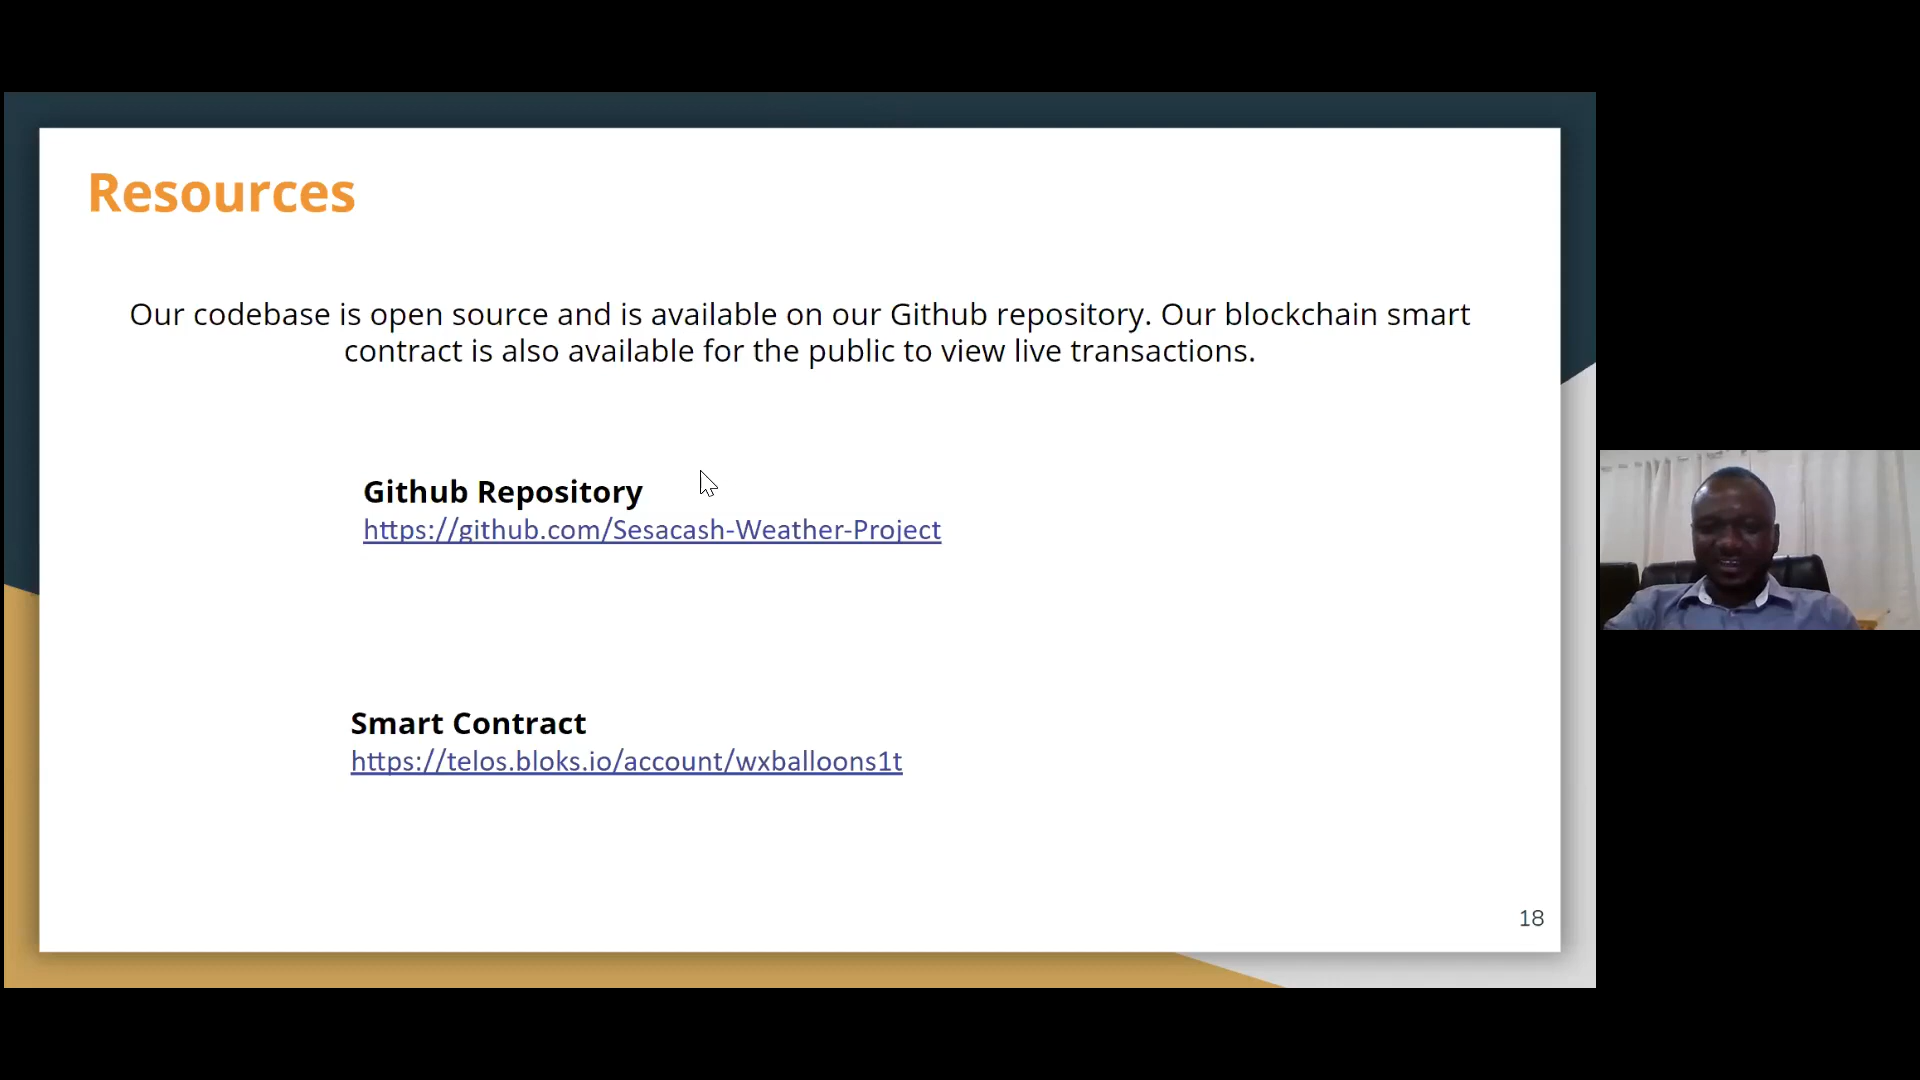 Resources
Our codebase is open source and is available on our Github repository. Our blockchain smart
contract is also available for the public to view live transactions.
Github Repository
https://github.com/Sesacash-Weather-Project
Smart Contract
https://telos.bloks.io/account/wxballoons1t
18